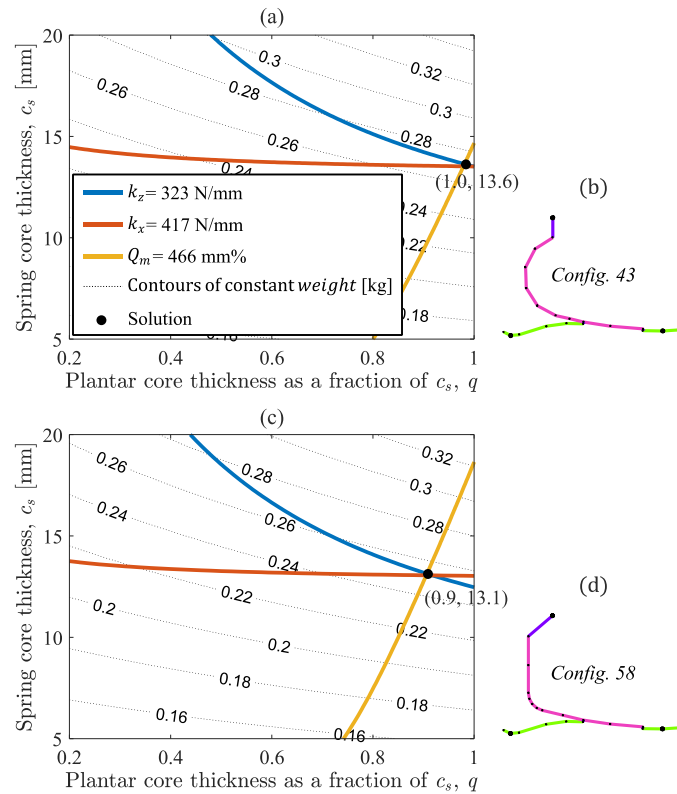 (a)
Spring core thickness, c_s [mm]
20
15
10
5
0.3
0.32
0.26
0.28
0.3
0.26
0.28
0.24
0.24
0.22
0.18
(1.0, 13.6)
k_z= 323 N/mm
k_x= 417 N/mm
Q_m= 466 mm%
Contours of constant weight [kg]
Solution
0.2 0.4 0.6 0.8 1
Plantar core thickness as a fraction of c_s, q
(b)
Config. 43
(c)
Spring core thickness, c_s [mm]
20
15
10
5
0.32
0.26
0.28
0.3
0.24
0.26
0.28
0.24
0.2
0.22
0.22
0.2
0.18
0.18
0.16
0.16
(0.9, 13.1)
0.2 0.4 0.6 0.8 1
Plantar core thickness as a fraction of c_s, q
(d)
Config. 58